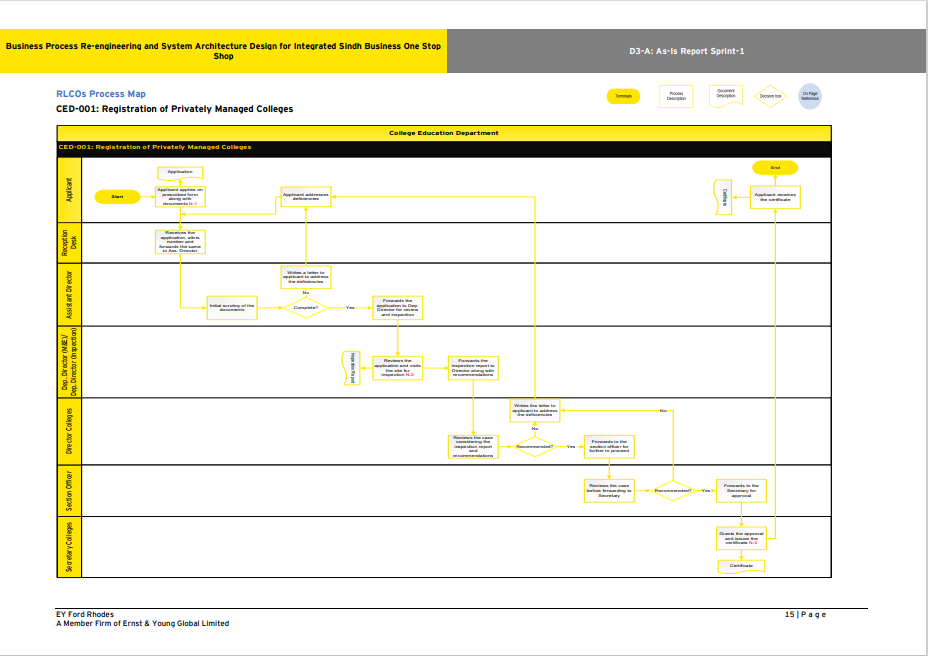 Business Process Re-engineering and System Architecture Design for Integrated Sindh Business One Stop
Shop
D3-A: As-Is Report Sprint-1
RLCOs Process Map
CED-001: Registration of Privately Managed Colleges
Terminals
Process
Description
Document
Description
Decision box
On Page
Reference
College Education Department
CED-001: Registration of Privately Managed Colleges
Applicant
Start
Application
Applicant applies on
prescribed form
along with
documents N-1
Applicant addresses
deficiencies
Certificate
End
Applicant receives
the certificate
Reception
Desk
Receives the
application, allots
number and
forwards the same
to Ass. Director
Assistant Director
Initial scrutiny of the
documents
Writes a letter to
applicant to address
the deficiencies
No
Complete?
Yes
Forwards the
application to Dep.
Director for review
and inspection
Dep. Director (M&E)/
Dep. Director (Inspection)
Inspection Report
Reviews the
application and visits
the site for
inspection N-2
Forwards the
inspection report to
Director along with
recommendations
Director Colleges
Writes the letter to
applicant to address
the deficiencies
No
No
Reviews the case
considering the
inspection report
and
recommendations
Recommended?
Yes
Forwards to the
section officer for
further to proceed
Section Officer
Reviews the case
before forwarding to
Secretary
Recommended?
Yes
Forwards to the
Secretary for
approval
Secretary Colleges
Grants the approval
and issues the
certificate N-3
Certificate
EY Ford Rhodes
A Member Firm of Ernst & Young Global Limited
15 | P a g e